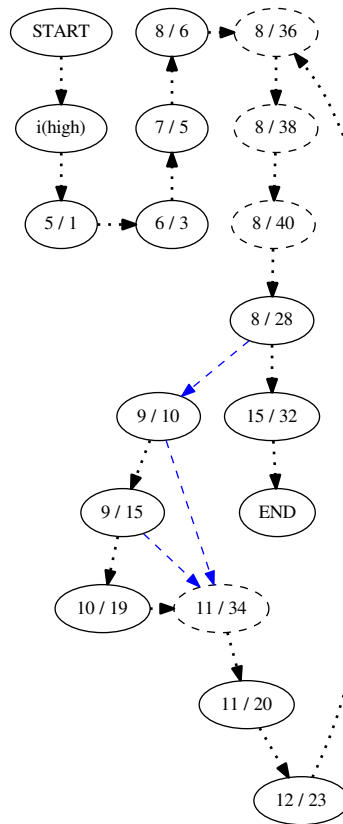 START
8 / 6
8 / 36
i(high)
7 / 5
8 / 38
5 / 1
6 / 3
8 / 40
8 / 28
9 / 10
15 / 32
9 / 15
END
10 / 19
11 / 34
11 / 20
12 / 23